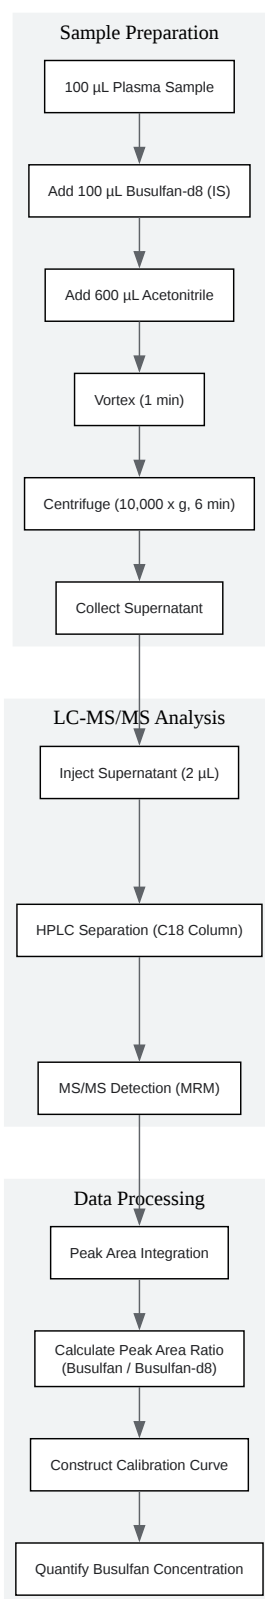 Sample Preparation
100 µL Plasma Sample
Add 100 µL Busulfan-d8 (IS)
Add 600 µL Acetonitrile
Vortex (1 min)
Centrifuge (10,000 x g, 6 min)
Collect Supernatant
LC-MS/MS Analysis
Inject Supernatant (2 µL)
HPLC Separation (C18 Column)
MS/MS Detection (MRM)
Data Processing
Peak Area Integration
Calculate Peak Area Ratio
(Busulfan / Busulfan-d8)
Construct Calibration Curve
Quantify Busulfan Concentration